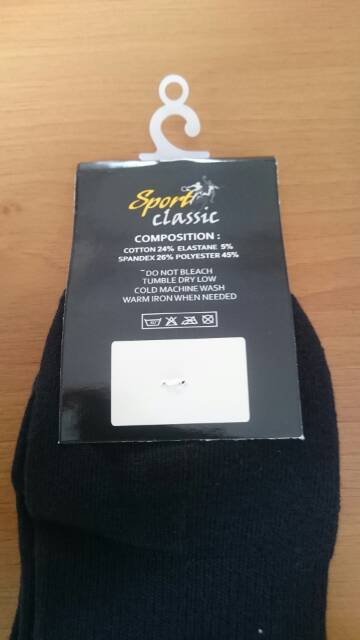 Sport
classic
COMPOSITION :
COTTON 24% ELASTANE 5%
SPANDEX 26% POLYESTER 45%
DO NOT BLEACH
TUMBLE DRY LOW
COLD MACHINE WASH
WARM IRON WHEN NEEDED